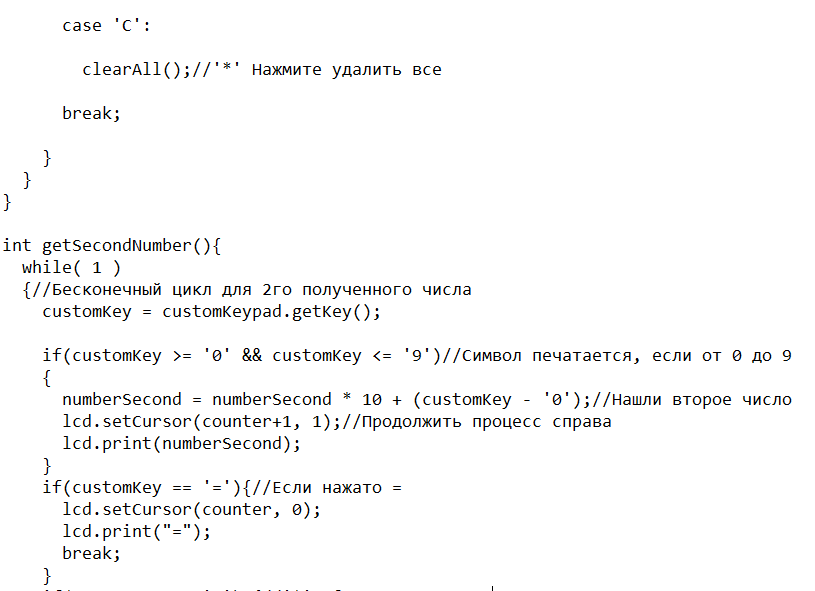 case 'C':
clearAll();//'*' Нажмите удалить все
break;
}
}
}
int getSecondNumber(){
while( 1 )
{//Бесконечный цикл для 2го полученного числа
customKey = customKeypad.getKey();
if(customKey >= '0' && customKey <= '9')//Символ печатается, если от 0 до 9
{
numberSecond = numberSecond * 10 + (customKey - '0');//Нашли второе число
lcd.setCursor(counter+1, 1);//Продолжить процесс справа
lcd.print(numberSecond);
}
if(customKey == '='){//Если нажато =
lcd.setCursor(counter, 0);
lcd.print("=");
break;
}